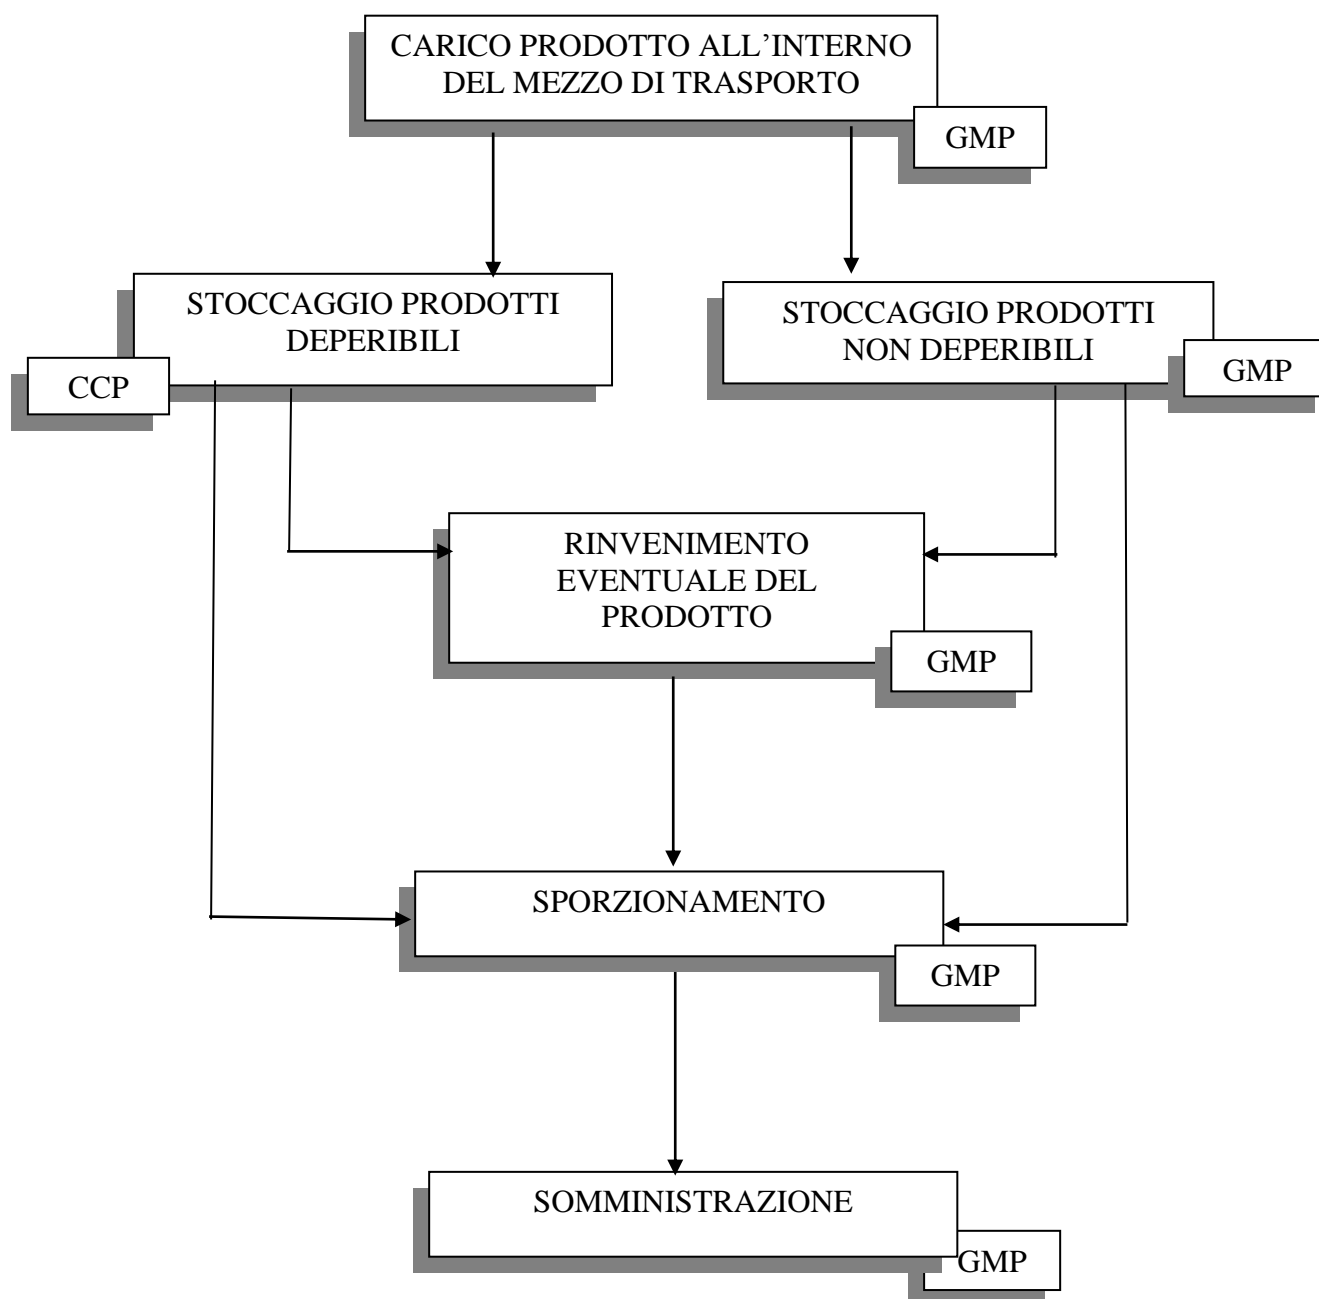 CARICO PRODOTTO ALL’INTERNO
DEL MEZZO DI TRASPORTO
GMP
STOCCAGGIO PRODOTTI
DEPERIBILI
CCP
STOCCAGGIO PRODOTTI
NON DEPERIBILI
GMP
RINVENIMENTO
EVENTUALE DEL
PRODOTTO
GMP
SPORZIONAMENTO
GMP
SOMMINISTRAZIONE
GMP